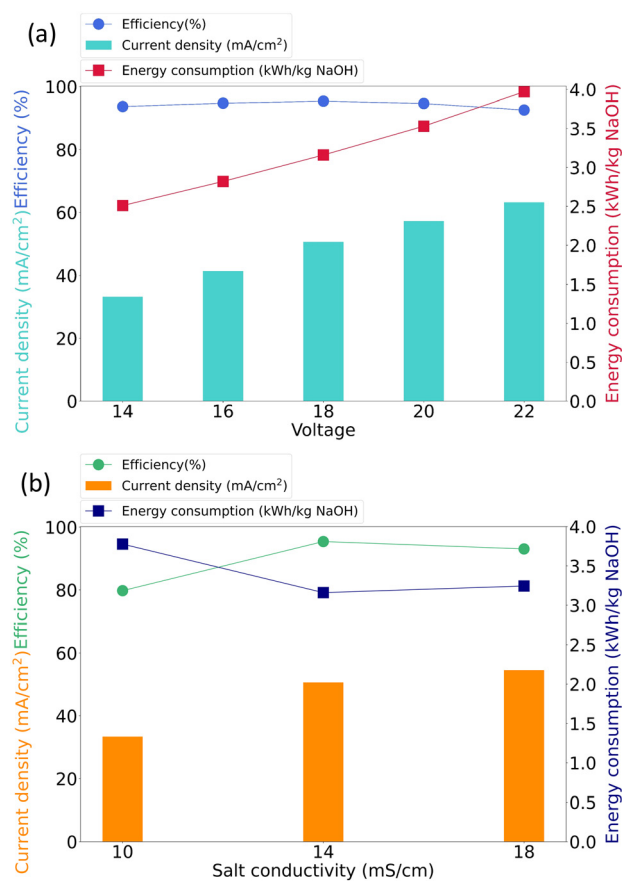 (a)
Efficiency (%)
Current density (mA/cm²)
Energy consumption (kWh/kg NaOH)
Current density (mA/cm²)
Efficiency (%)
100
80
60
40
20
0
4.0
3.5
3.0
2.5
2.0
1.5
1.0
0.5
0.0
Energy consumption (kWh/kg NaOH)
14 16 18 20 22
Voltage
(b)
Efficiency(%)
Current density (mA/cm²)
Energy consumption (kWh/kg NaOH)
Current density (mA/cm²)
Efficiency (%)
100
80
60
40
20
0
4.0
3.5
3.0
2.5
2.0
1.5
1.0
0.5
0.0
Energy consumption (kWh/kg NaOH)
10 14 18
Salt conductivity (mS/cm)